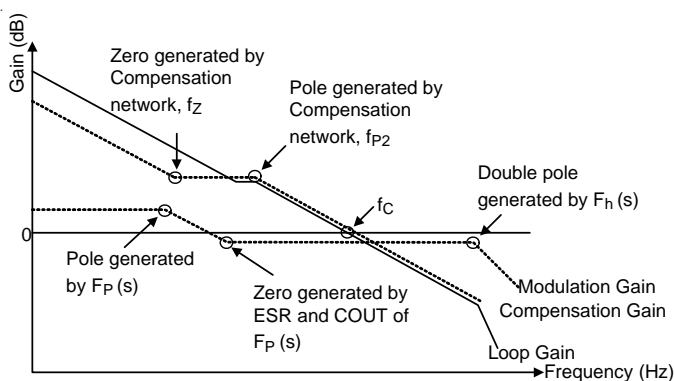 Gain (dB)
Zero generated by
Compensation
network, fZ
Pole generated by
Compensation
network, fP2
Double pole
generated by Fh (s)
fC
0
Pole generated
by FP (s)
Zero generated by
ESR and COUT of
FP (s)
Modulation Gain
Compensation Gain
Loop Gain
Frequency (Hz)